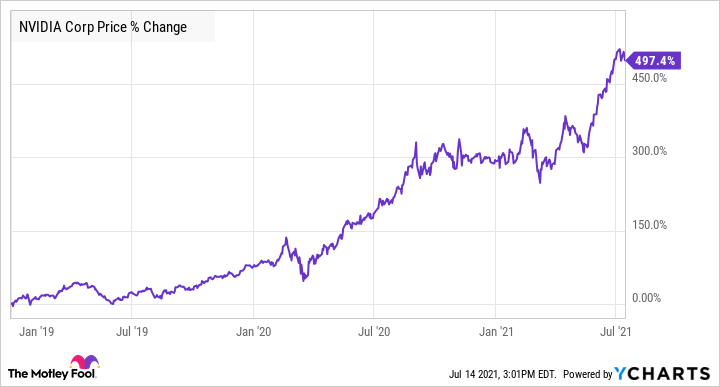 NVIDIA Corp Price % Change
497.4%
450.0%
300.0%
150.0%
0.00%
Jan '19
Jul '19
Jan '20
Jul '20
Jan '21
Jul '21
The Motley Fool.
Jul 14 2021, 3:01PM EDT. Powered by YCHARTS